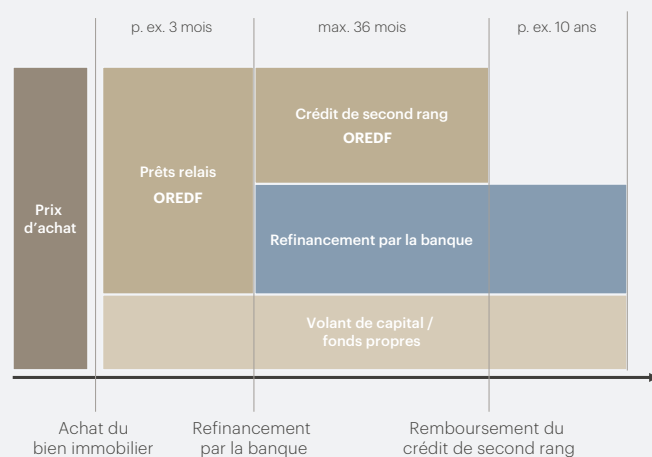 p. ex. 3 mois
max. 36 mois
p. ex. 10 ans
Crédit de second rang
OREDF
Prêts relais
OREDF
Prix
d’achat
Refinancement par la banque
Volant de capital /
fonds propres
Achat du
bien immobilier
Refinancement
par la banque
Remboursement du
crédit de second rang